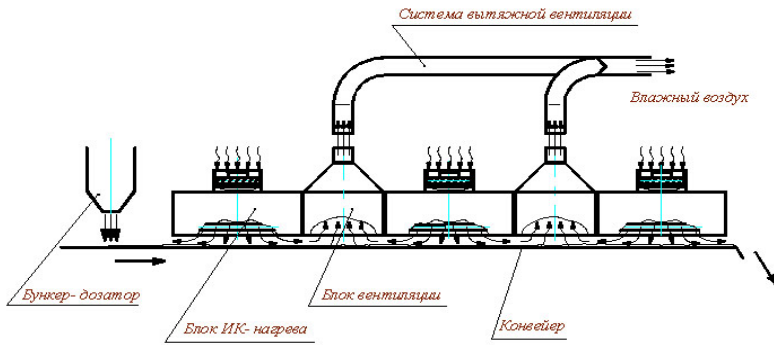 Система вытяжной вентиляции
Влажный воздух
Бункер- дозатор
Блок вентиляции
Блок ИК- нагрева
Конвейер